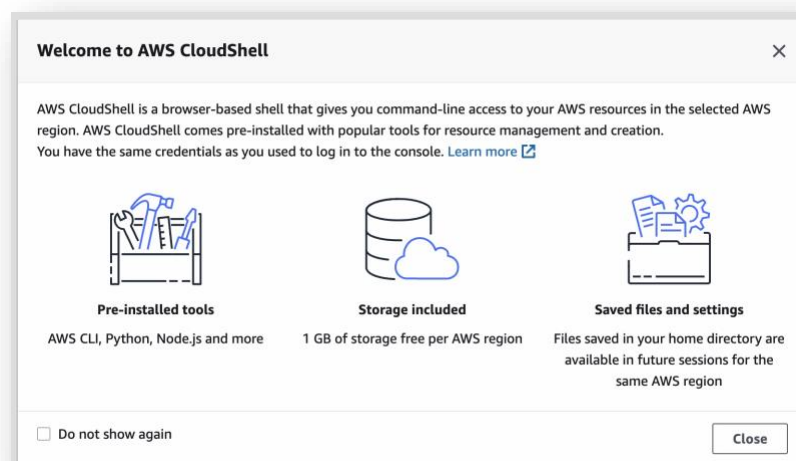 Welcome to AWS CloudShell
AWS CloudShell is a browser-based shell that gives you command-line access to your AWS resources in the selected AWS
region. AWS CloudShell comes pre-installed with popular tools for resource management and creation.
You have the same credentials as you used to log in to the console. Learn more
Pre-installed tools
AWS CLI, Python, Node.js and more
Storage included
1 GB of storage free per AWS region
Saved files and settings
Files saved in your home directory are
available in future sessions for the
same AWS region
Do not show again
Close